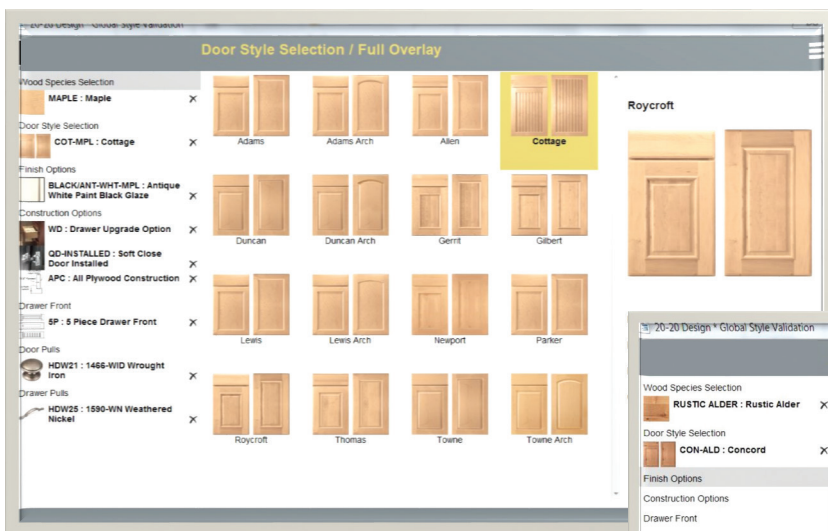 20-20 Design * Global Style Validation
Door Style Selection / Full Overlay
Wood Species Selection
MAPLE : Maple
Door Style Selection
COT-MPL : Cottage
Finish Options
BLACK/ANT-WHT-MPL : Antique
White Paint Black Glaze
Construction Options
WD : Drawer Upgrade Option
QD-INSTALLED : Soft Close
Door Installed
APC : All Plywood Construction
Drawer Front
5P : 5 Piece Drawer Front
Door Pulls
HDW21 : 1466-WID Wrought
Iron
Drawer Pulls
HDW25 : 1590-WN Weathered
Nickel
Adams
Adams Arch
Allen
Cottage
Duncan
Duncan Arch
Gerrit
Gilbert
Lewis
Lewis Arch
Newport
Parker
Roycroft
Thomas
Towne
Towne Arch
Roycroft
20-20 Design * Global Style Validation
Wood Species Selection
RUSTIC ALDER : Rustic Alder
Door Style Selection
CON-ALD : Concord
Finish Options
Construction Options
Drawer Front